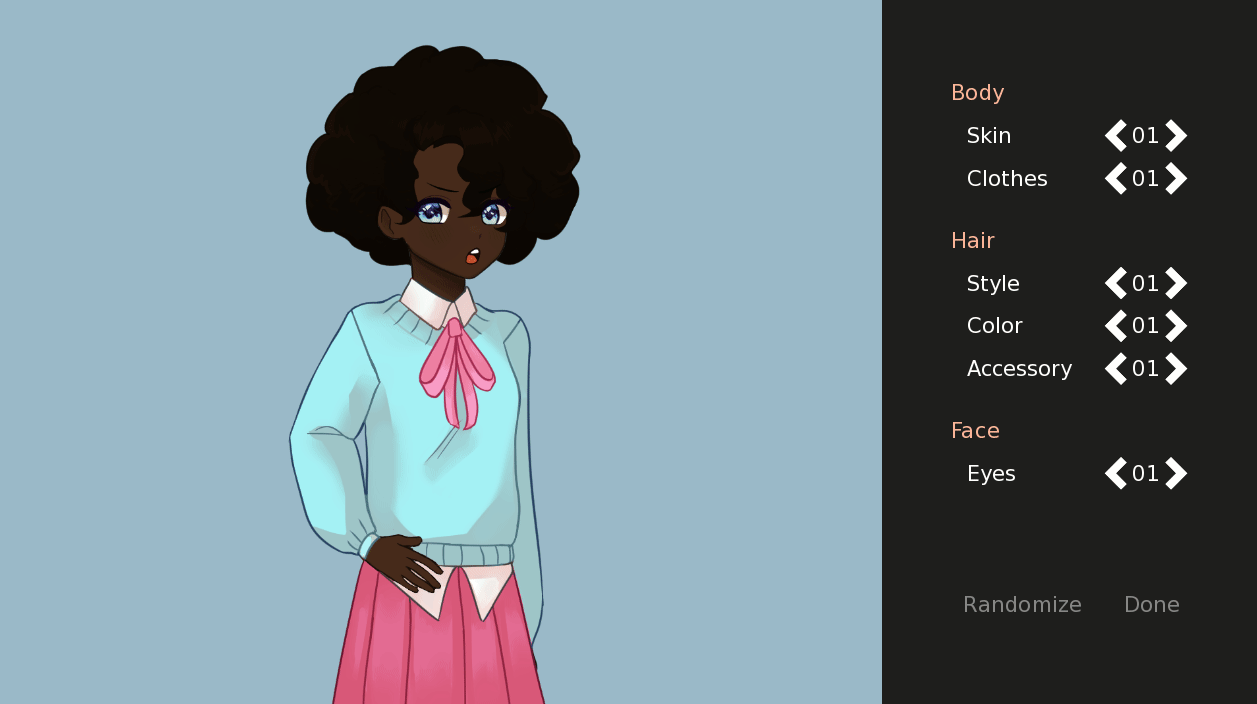 Body
Skin 01
Clothes 01
Hair
Style 01
Color 01
Accessory 01
Face
Eyes 01
Randomize Done